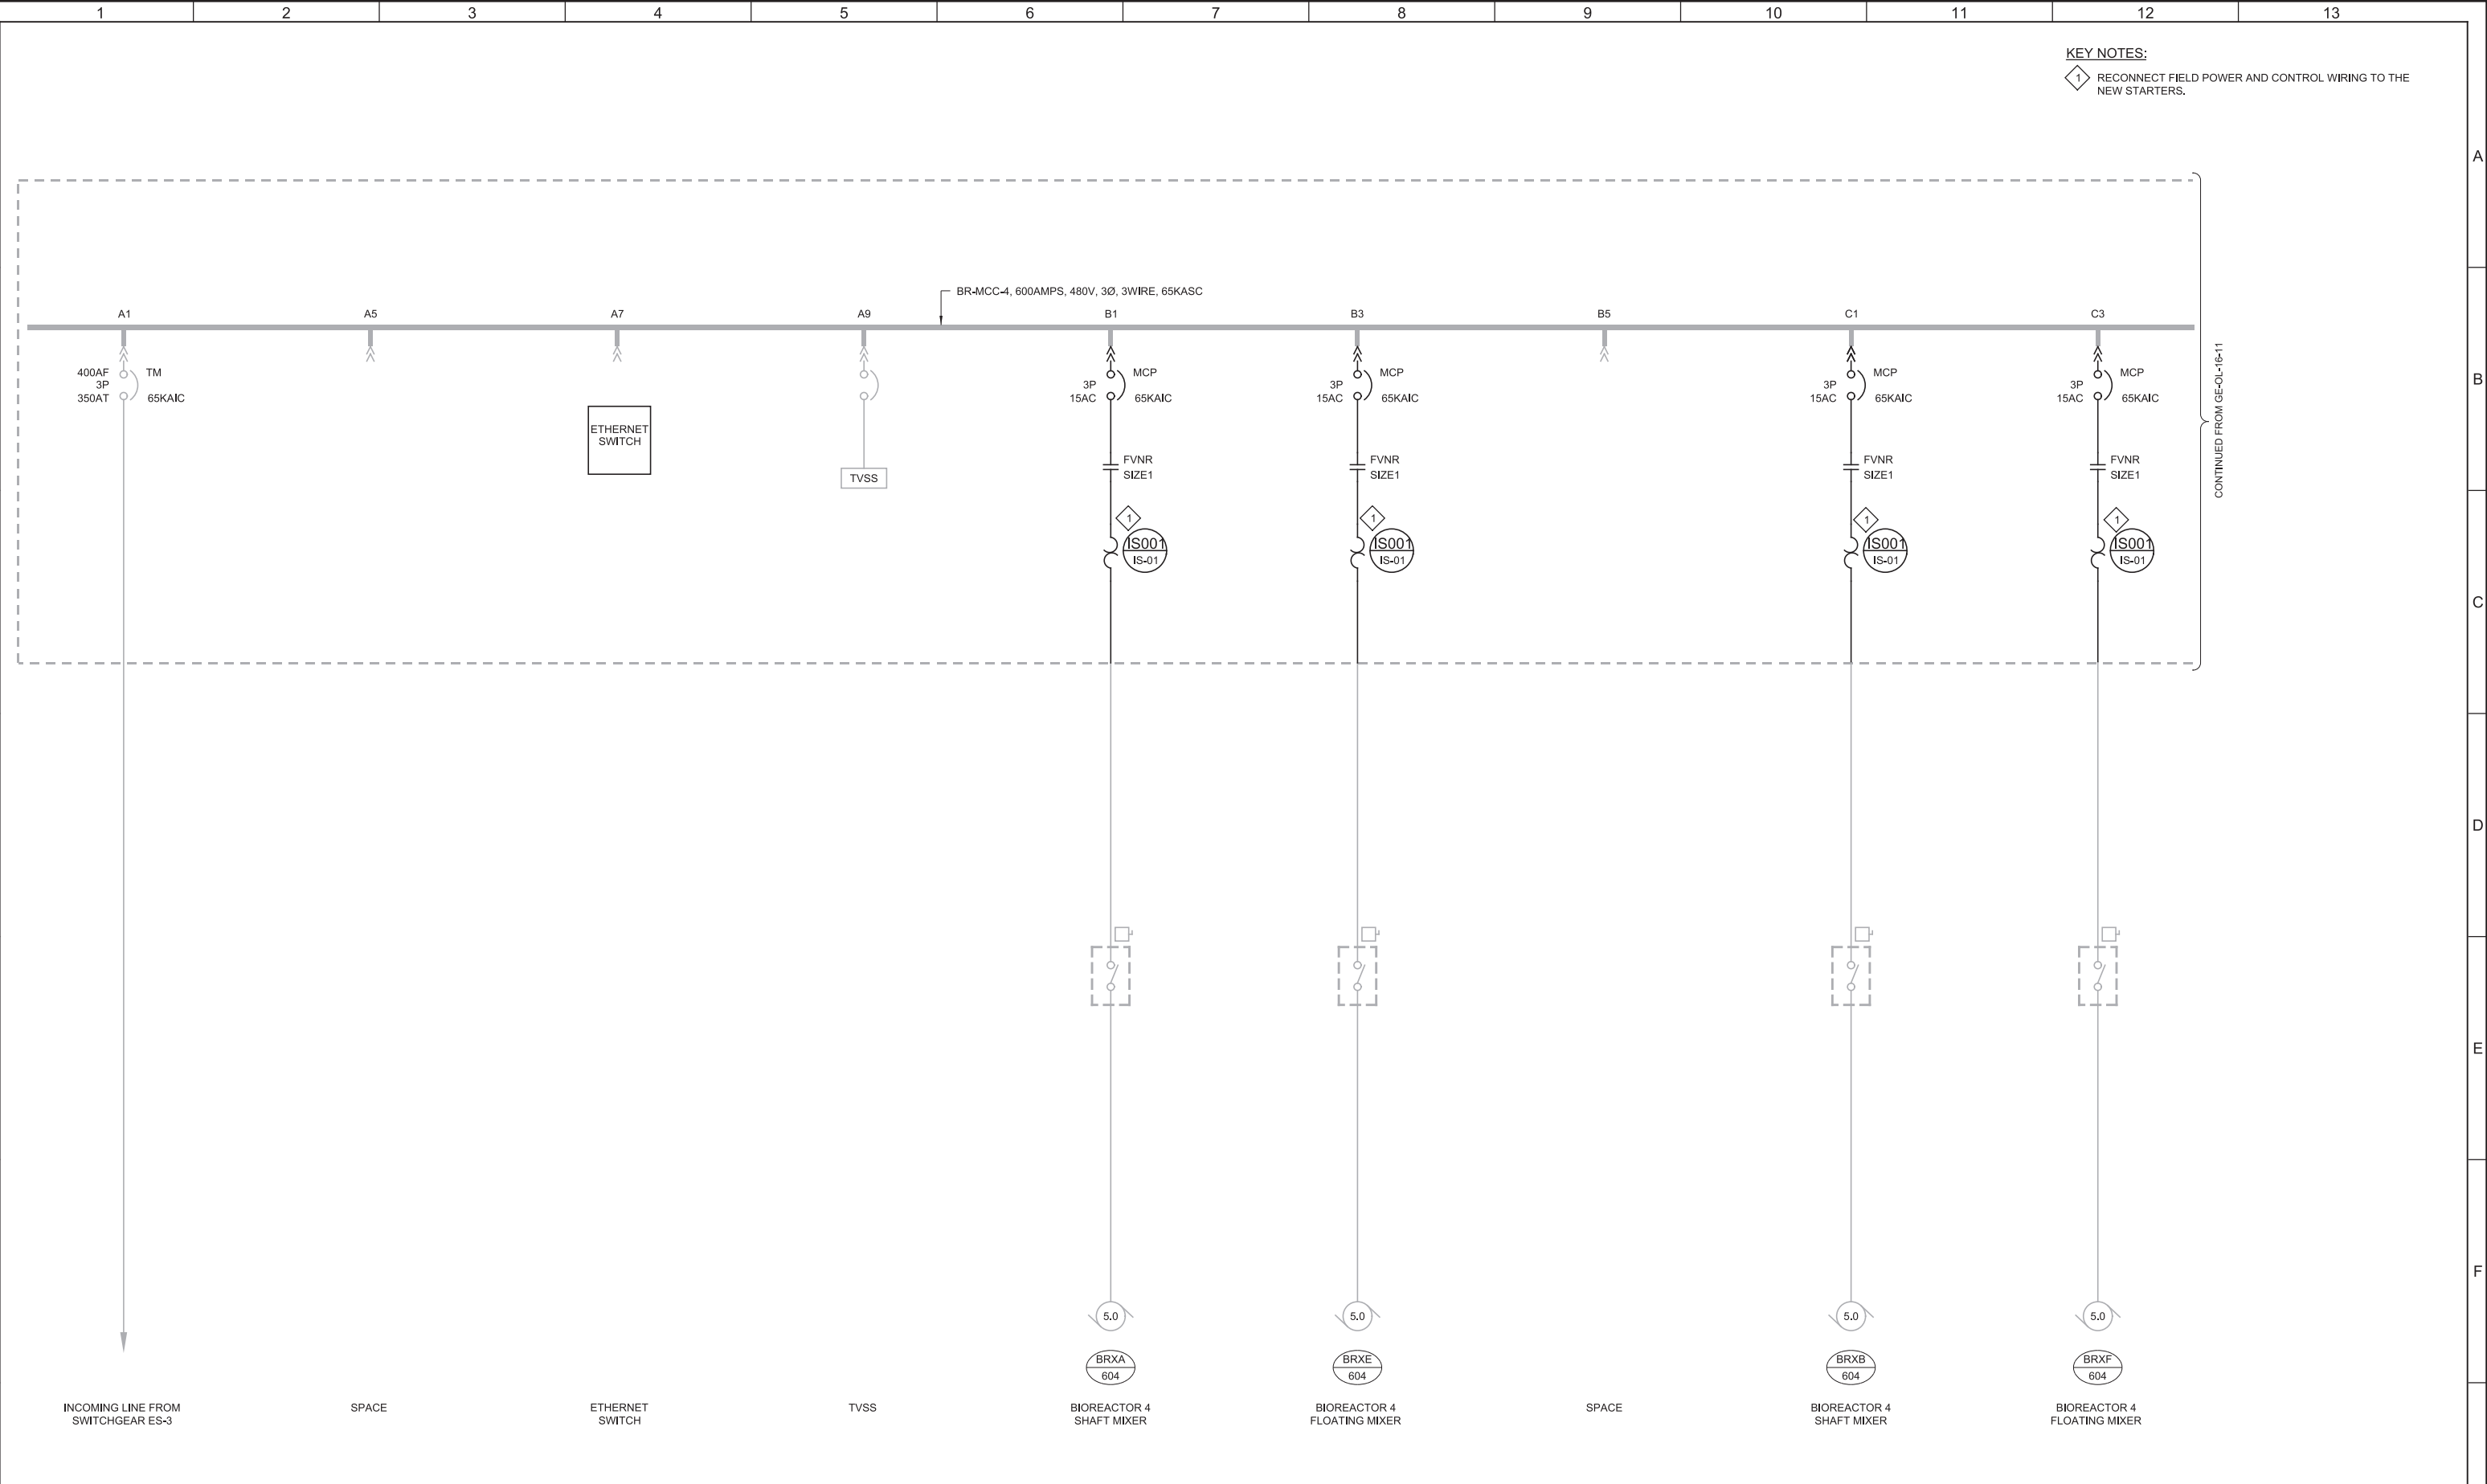 1 2 3 4 5 6 7 8 9 10 11 12 13
KEY NOTES:
1 RECONNECT FIELD POWER AND CONTROL WIRING TO THE
NEW STARTERS.
A
BR-MCC-4, 600AMPS, 480V, 3Ø, 3WIRE, 65KASC
A1 A5 A7 A9 B1 B3 B5 C1 C3
400AF TM
3P
350AT 65KAIC
ETHERNET
SWITCH
TVSS
MCP
3P
15AC 65KAIC
FVNR
SIZE1
1
IS001
IS-01
MCP
3P
15AC 65KAIC
FVNR
SIZE1
1
IS001
IS-01
MCP
3P
15AC 65KAIC
FVNR
SIZE1
1
IS001
IS-01
MCP
3P
15AC 65KAIC
FVNR
SIZE1
1
IS001
IS-01
CONTINUED FROM GE-OL-16-11
B
C
D
E
F
5.0 5.0 5.0 5.0
BRXA
604
BRXE
604
BRXB
604
BRXF
604
INCOMING LINE FROM
SWITCHGEAR ES-3
SPACE
ETHERNET
SWITCH
TVSS
BIOREACTOR 4
SHAFT MIXER
BIOREACTOR 4
FLOATING MIXER
SPACE
BIOREACTOR 4
SHAFT MIXER
BIOREACTOR 4
FLOATING MIXER